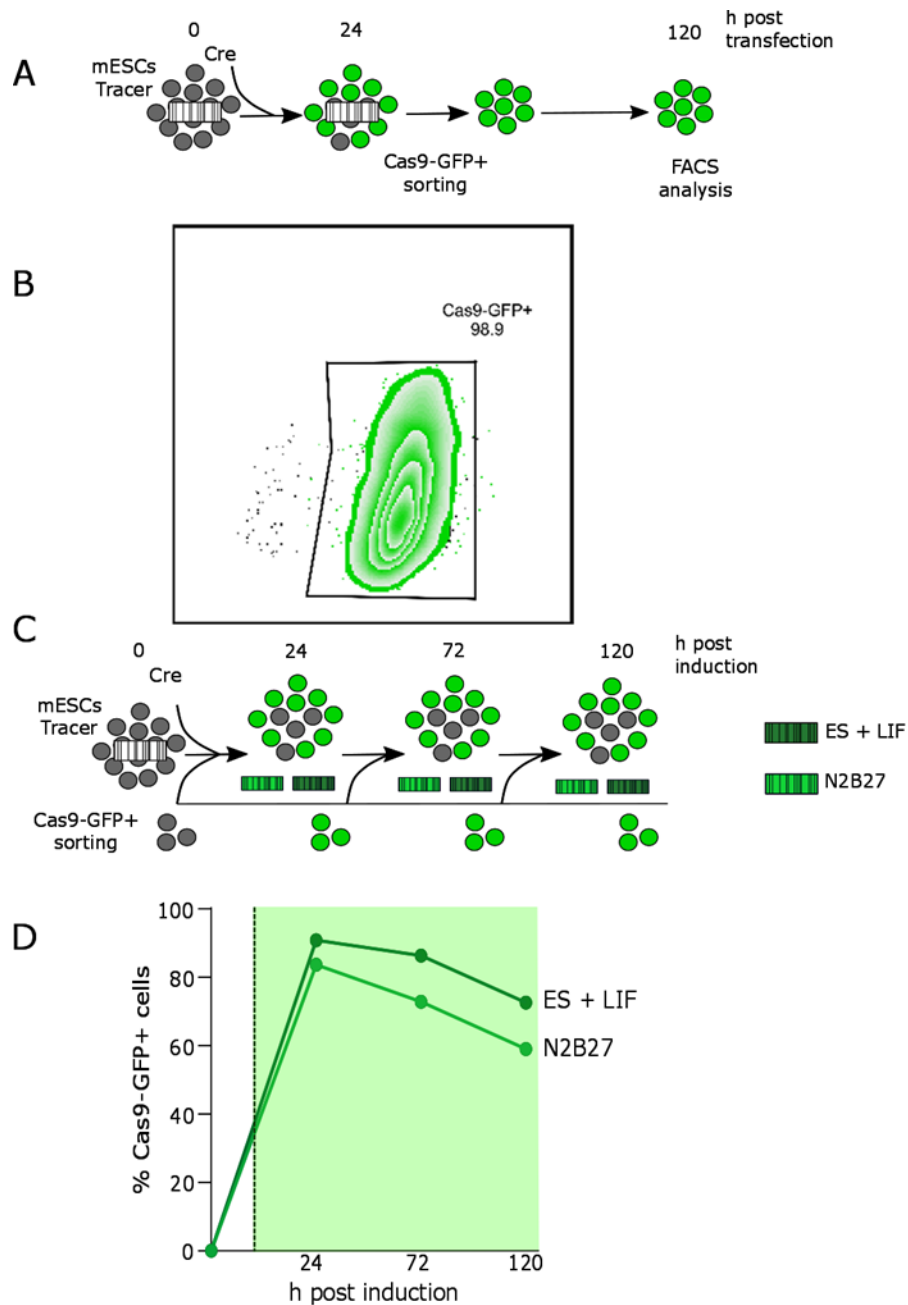 A
0
24
120
h post
transfection
Cre
mESCs
Tracer
Cas9-GFP+
sorting
FACS
analysis
B
Cas9-GFP+
98.9
C
0
24
72
120
h post
induction
Cre
mESCs
Tracer
ES + LIF
N2B27
Cas9-GFP+
sorting
D
% Cas9-GFP+ cells
100
80
60
40
20
0
ES + LIF
N2B27
24
72
120
h post induction